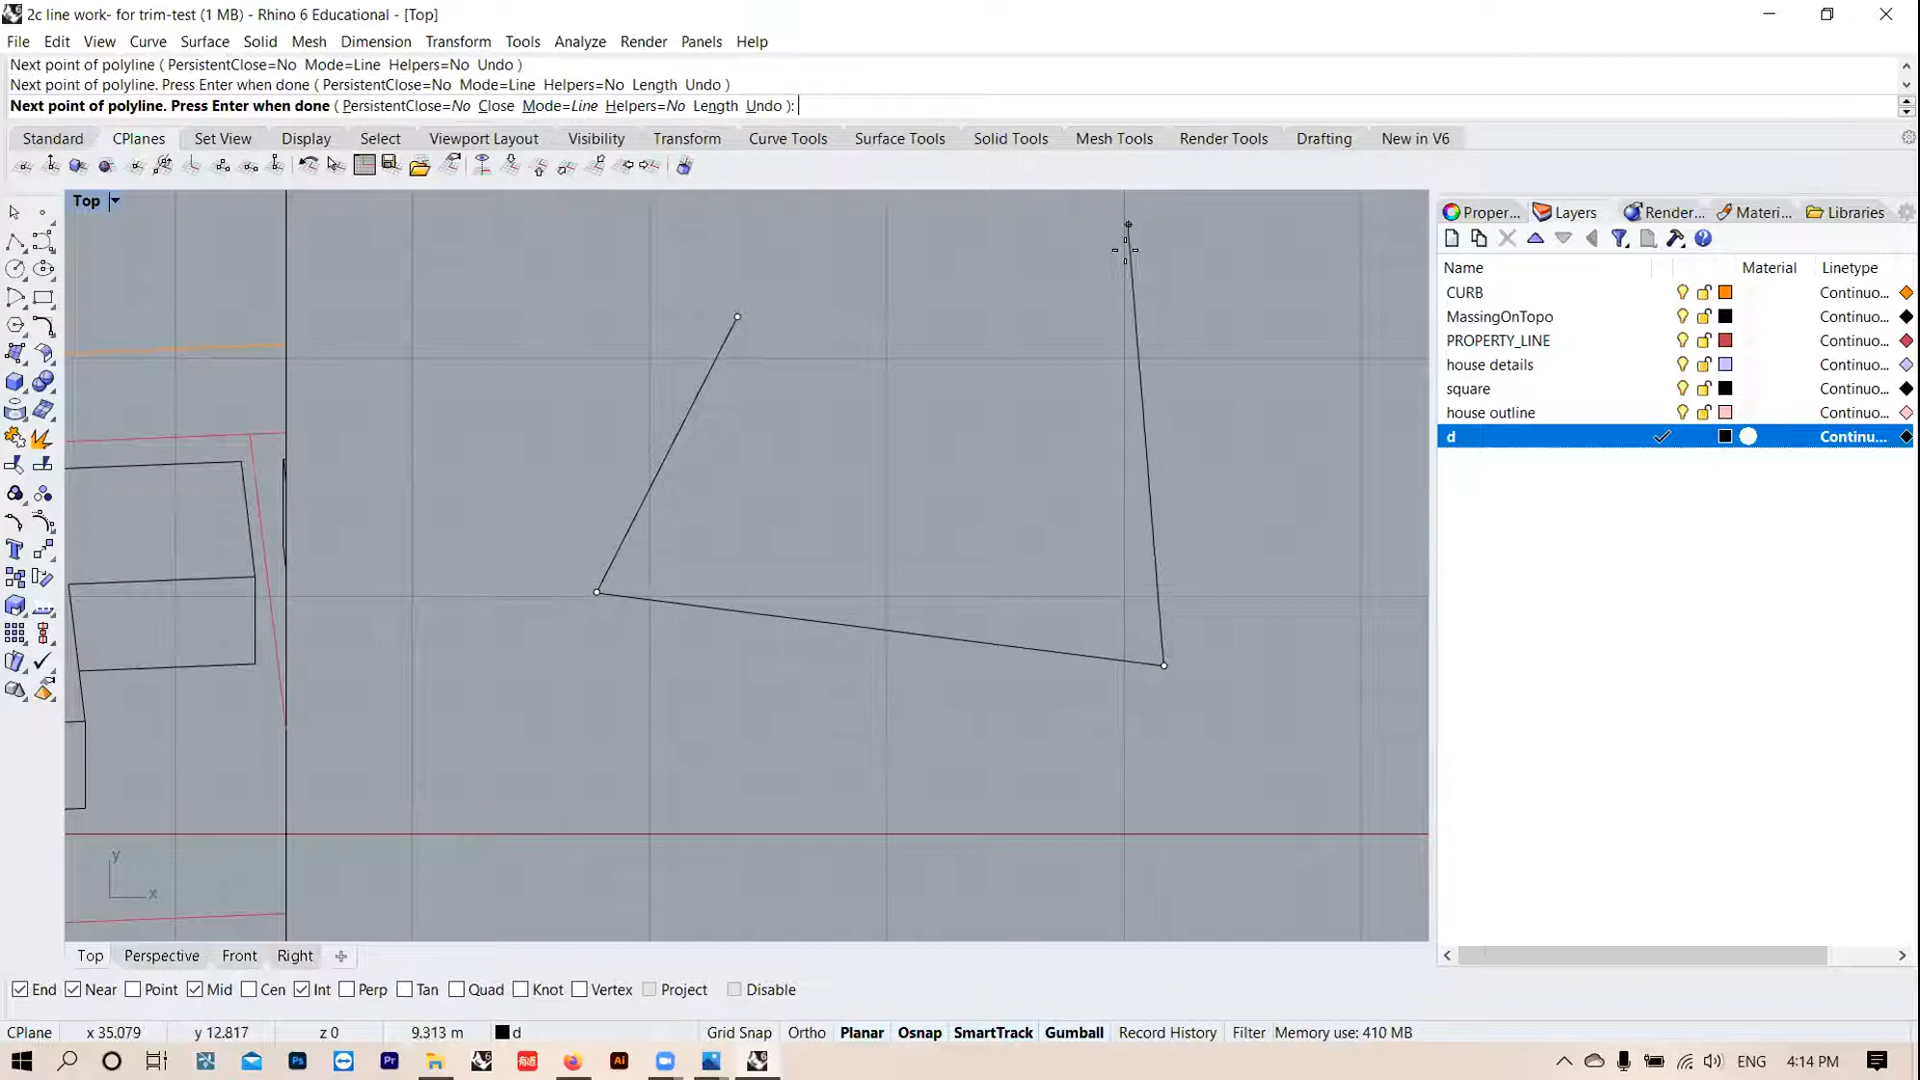 2c line work- for trim-test (1 MB) - Rhino 6 Educational - [Top]
File Edit View Curve Surface Solid Mesh Dimension Transform Tools Analyze Render Panels Help
Next point of polyline ( PersistentClose=No Mode=Line Helpers=No Undo )
Next point of polyline. Press Enter when done ( PersistentClose=No Mode=Line Helpers=No Length Undo )
Next point of polyline. Press Enter when done ( PersistentClose=No Close Mode=Line Helpers=No Length Undo ):
Standard CPlanes Set View Display Select Viewport Layout Visibility Transform Curve Tools Surface Tools Solid Tools Mesh Tools Render Tools Drafting New in V6
Top
Proper... Layers Render... Materi... Libraries
Name Material Linetype
CURB Continuo...
MassingOnTopo Continuo...
PROPERTY_LINE Continuo...
house details Continuo...
square Continuo...
house outline Continuo...
d Continu...
y
x
Top Perspective Front Right
End Near Point Mid Cen Int Perp Tan Quad Knot Vertex Project Disable
CPlane x 35.079 y 12.817 z 0 9.313 m d Grid Snap Ortho Planar Osnap SmartTrack Gumball Record History Filter Memory use: 410 MB
Ps Pr Ai ENG 4:14 PM